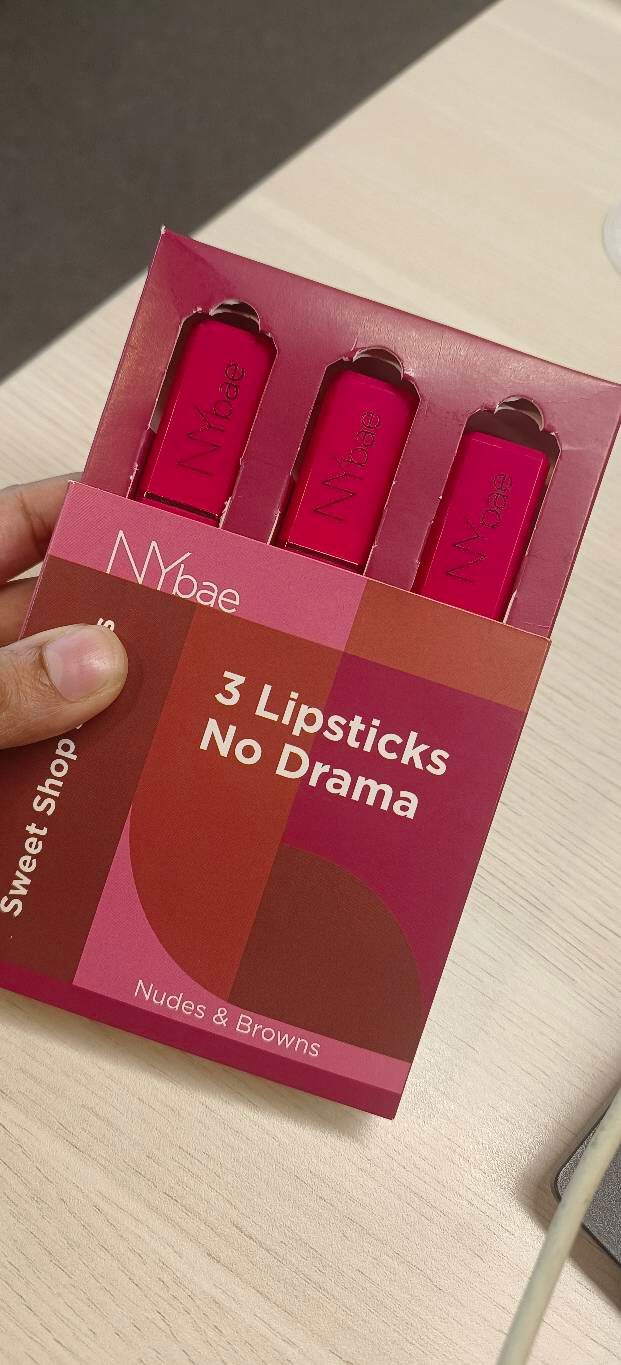 NYbae
NYbae
NYbae
NYbae
3 Lipsticks
No Drama
Sweet Shop
Nudes & Browns